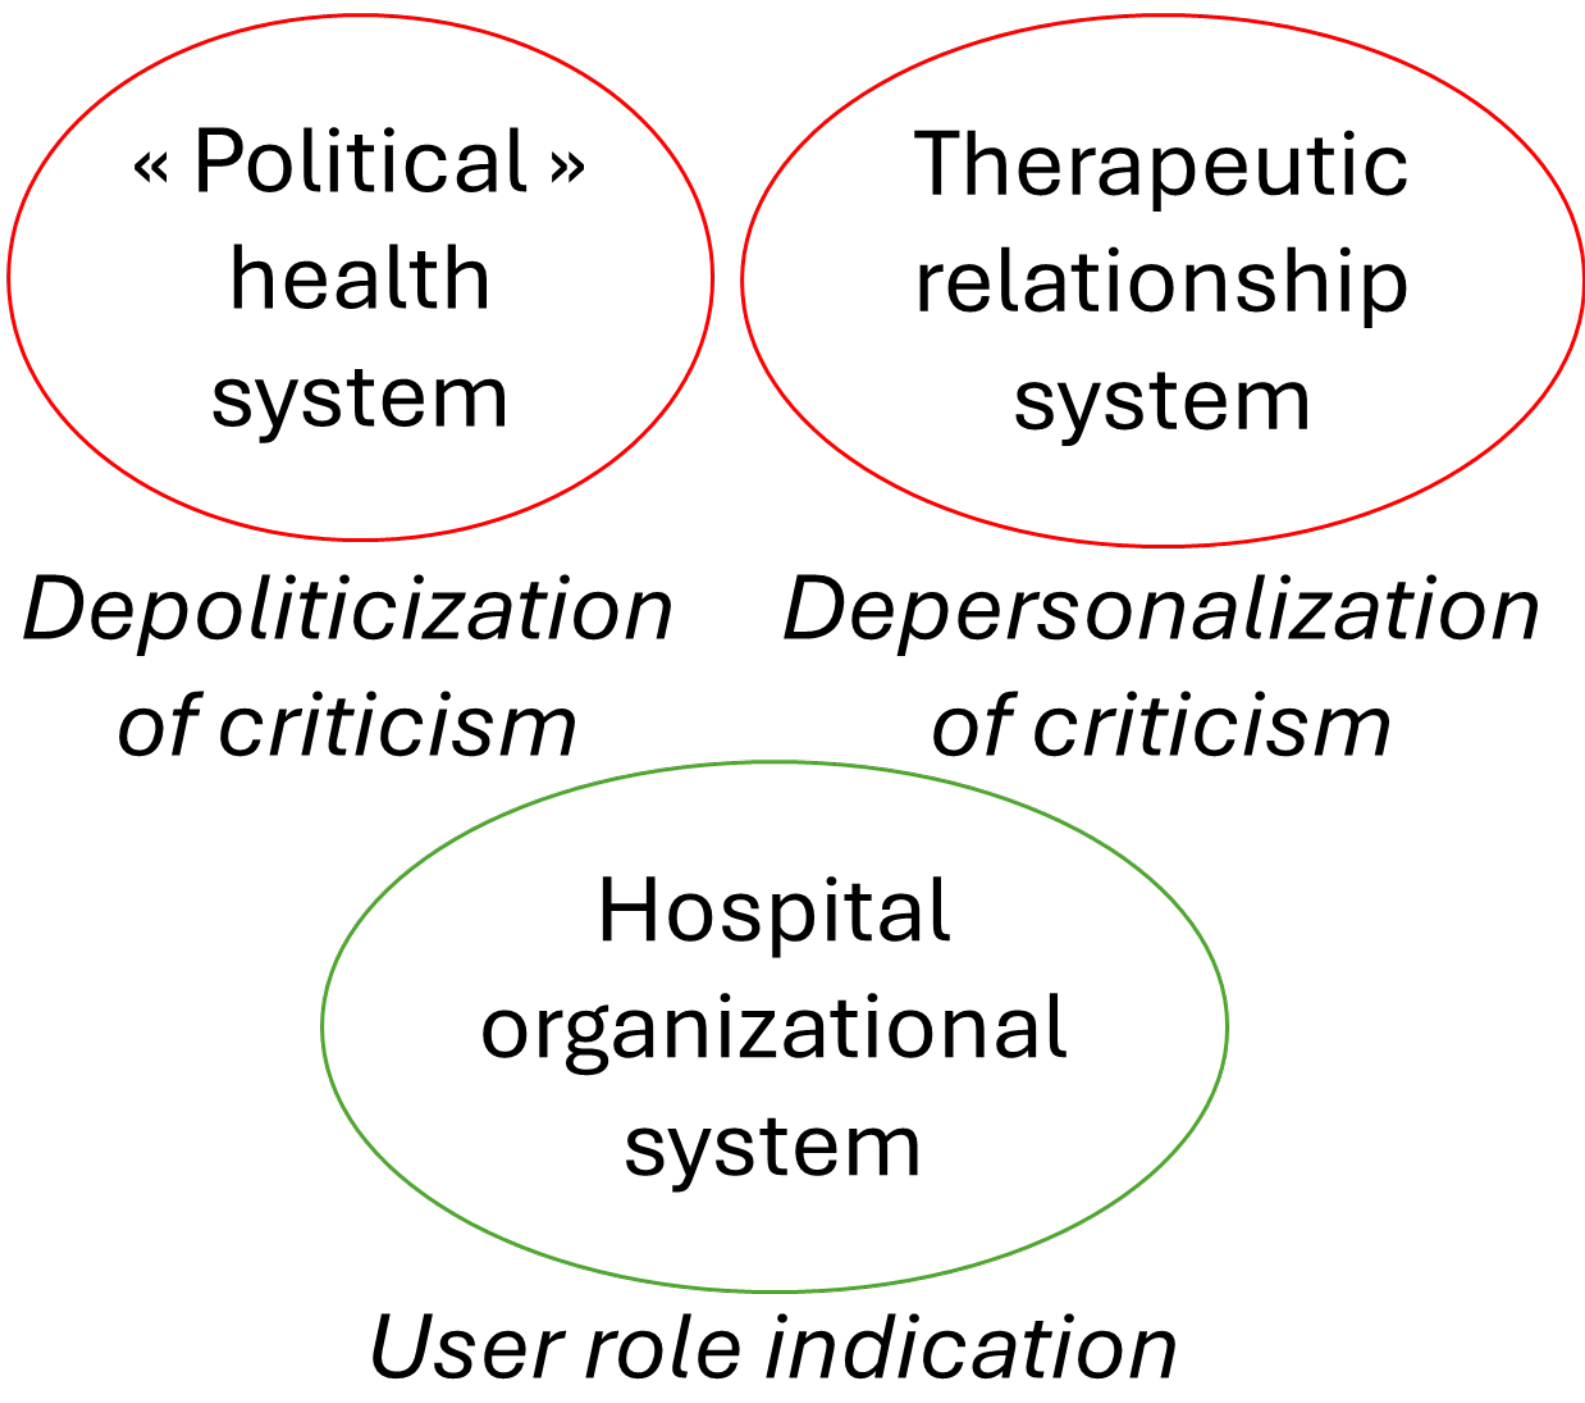 « Political »
health
system
Depoliticization
of criticism
Therapeutic
relationship
system
Depersonalization
of criticism
Hospital
organizational
system
User role indication